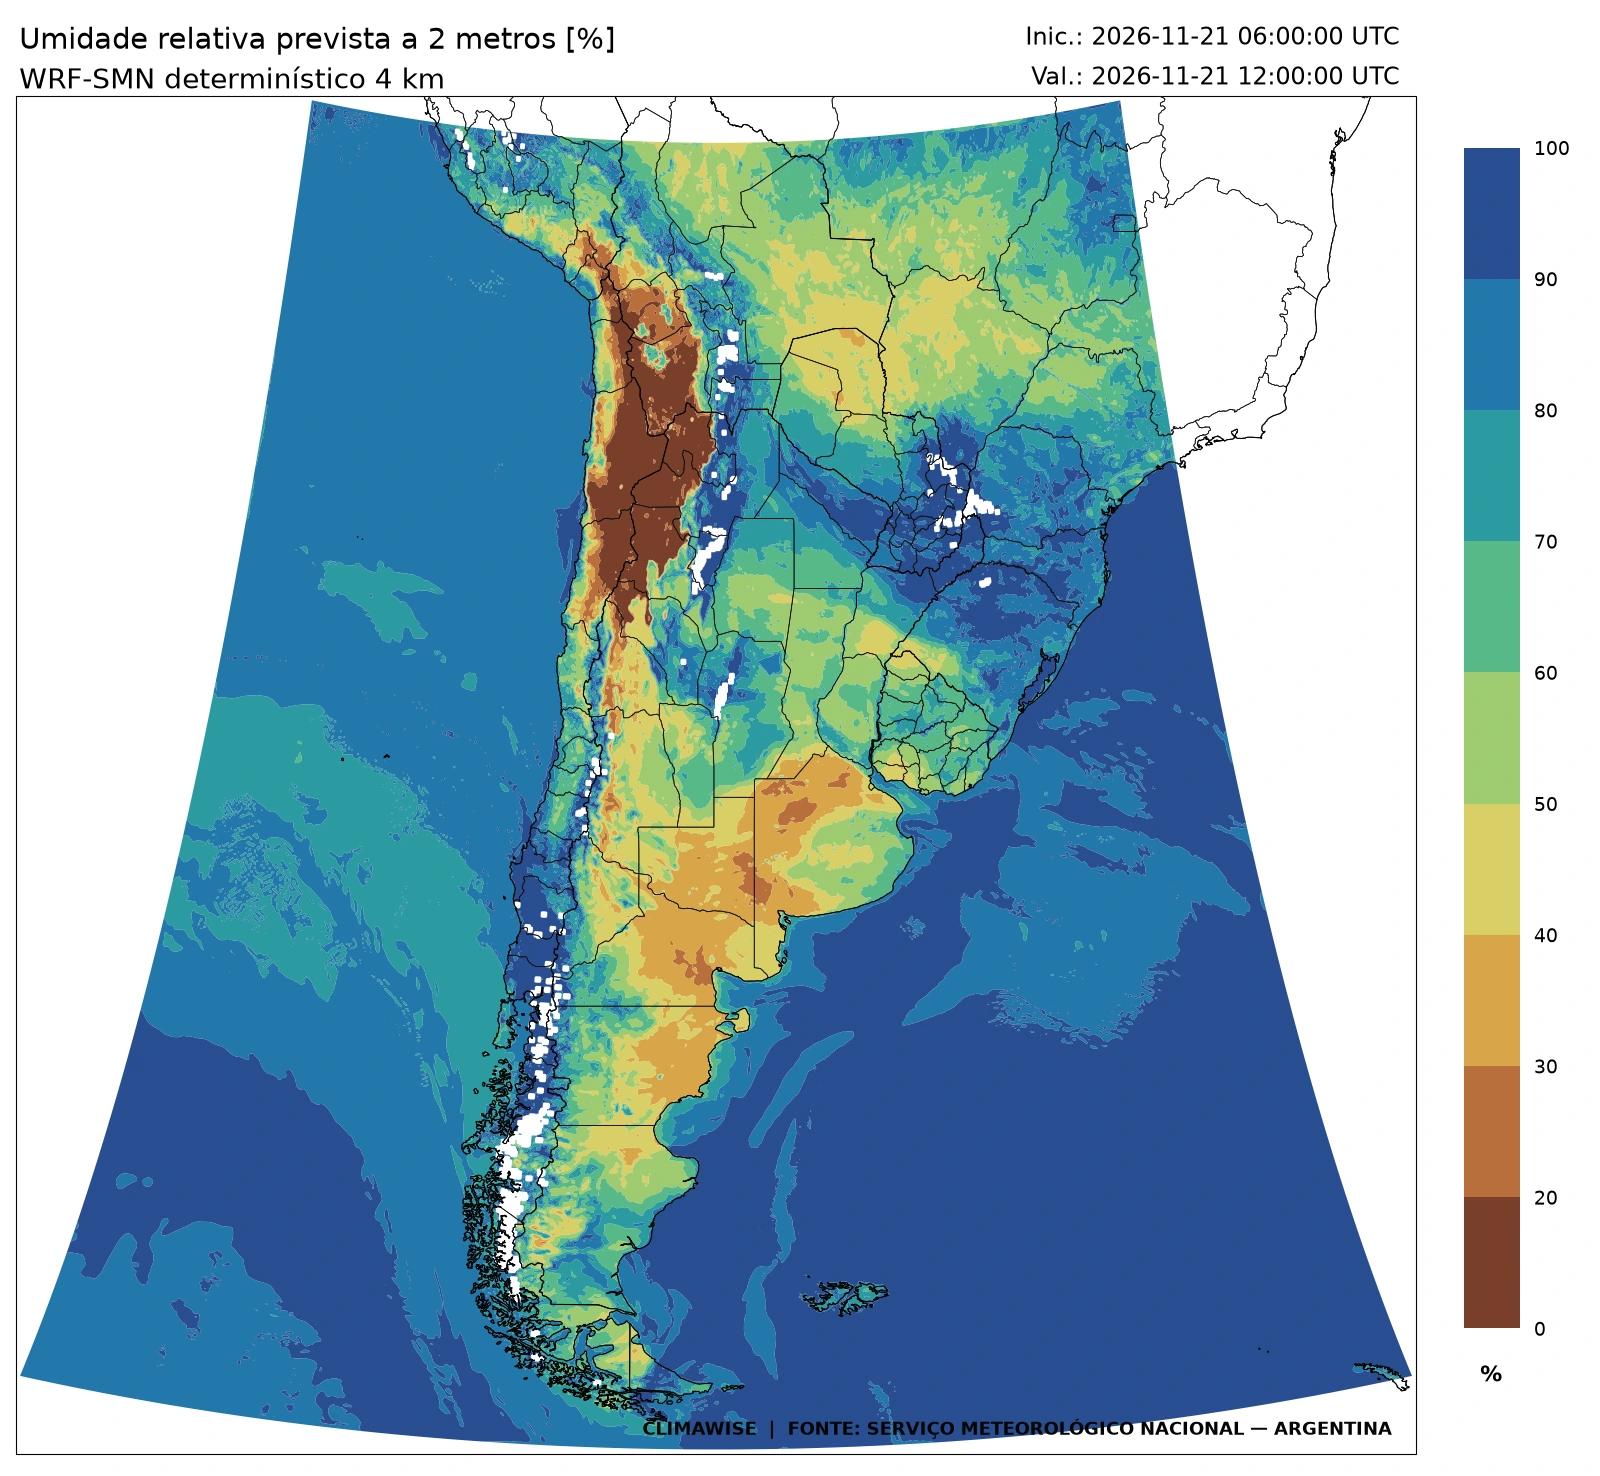 Umidade relativa prevista a 2 metros [%]
Inic.: 2026-11-21 06:00:00 UTC
WRF-SMN determinístico 4 km
Val.: 2026-11-21 12:00:00 UTC
100
90
80
70
60
50
40
30
20
0
%
CLIMAWISE | FONTE: SERVIÇO METEOROLÓGICO NACIONAL — ARGENTINA